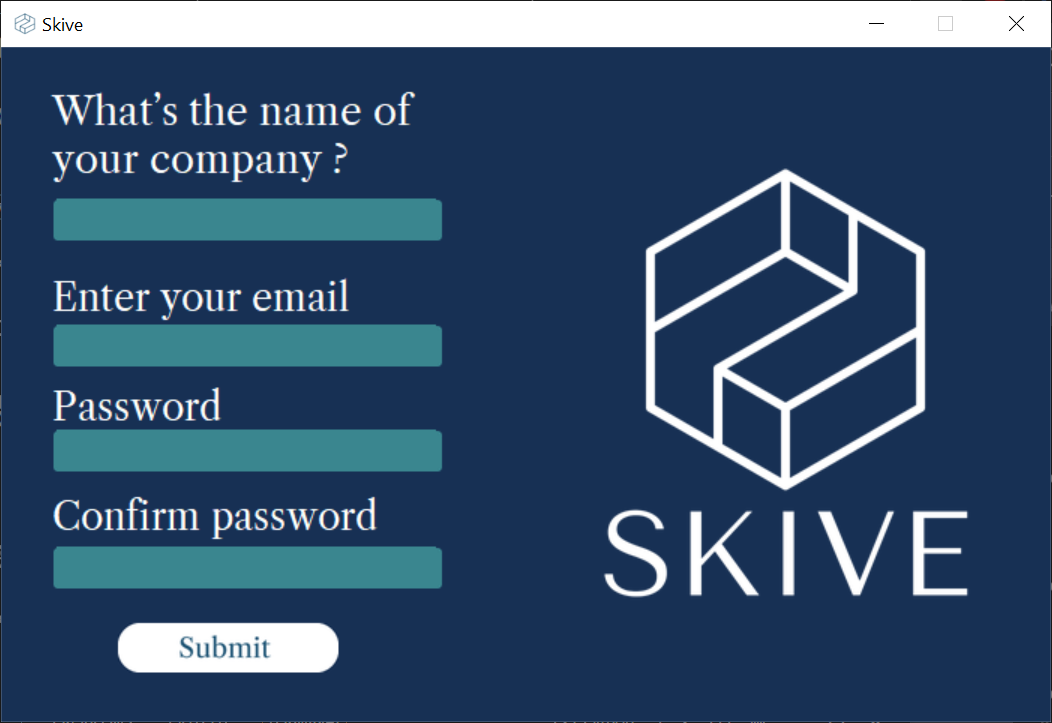 Skive
What’s the name of
your company ?
Enter your email
Password
Confirm password
Submit
SKIVE